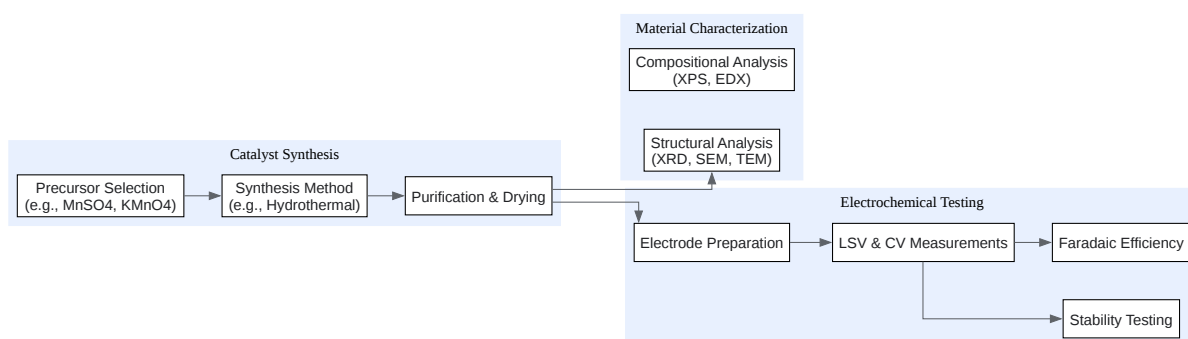 Material Characterization
Compositional Analysis
(XPS, EDX)
Structural Analysis
(XRD, SEM, TEM)
Catalyst Synthesis
Precursor Selection
(e.g., MnSO4, KMnO4)
Synthesis Method
(e.g., Hydrothermal)
Purification & Drying
Electrochemical Testing
Electrode Preparation
LSV & CV Measurements
Faradaic Efficiency
Stability Testing